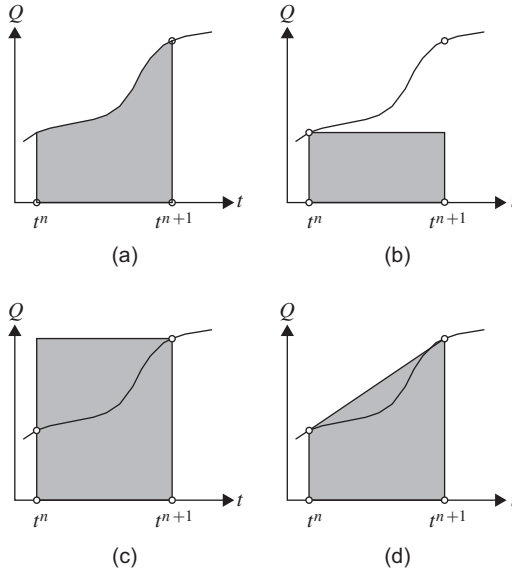 Q Q
t t
tⁿ tⁿ⁺¹ tⁿ tⁿ⁺¹
(a) (b)
Q Q
t t
tⁿ tⁿ⁺¹ tⁿ tⁿ⁺¹
(c) (d)